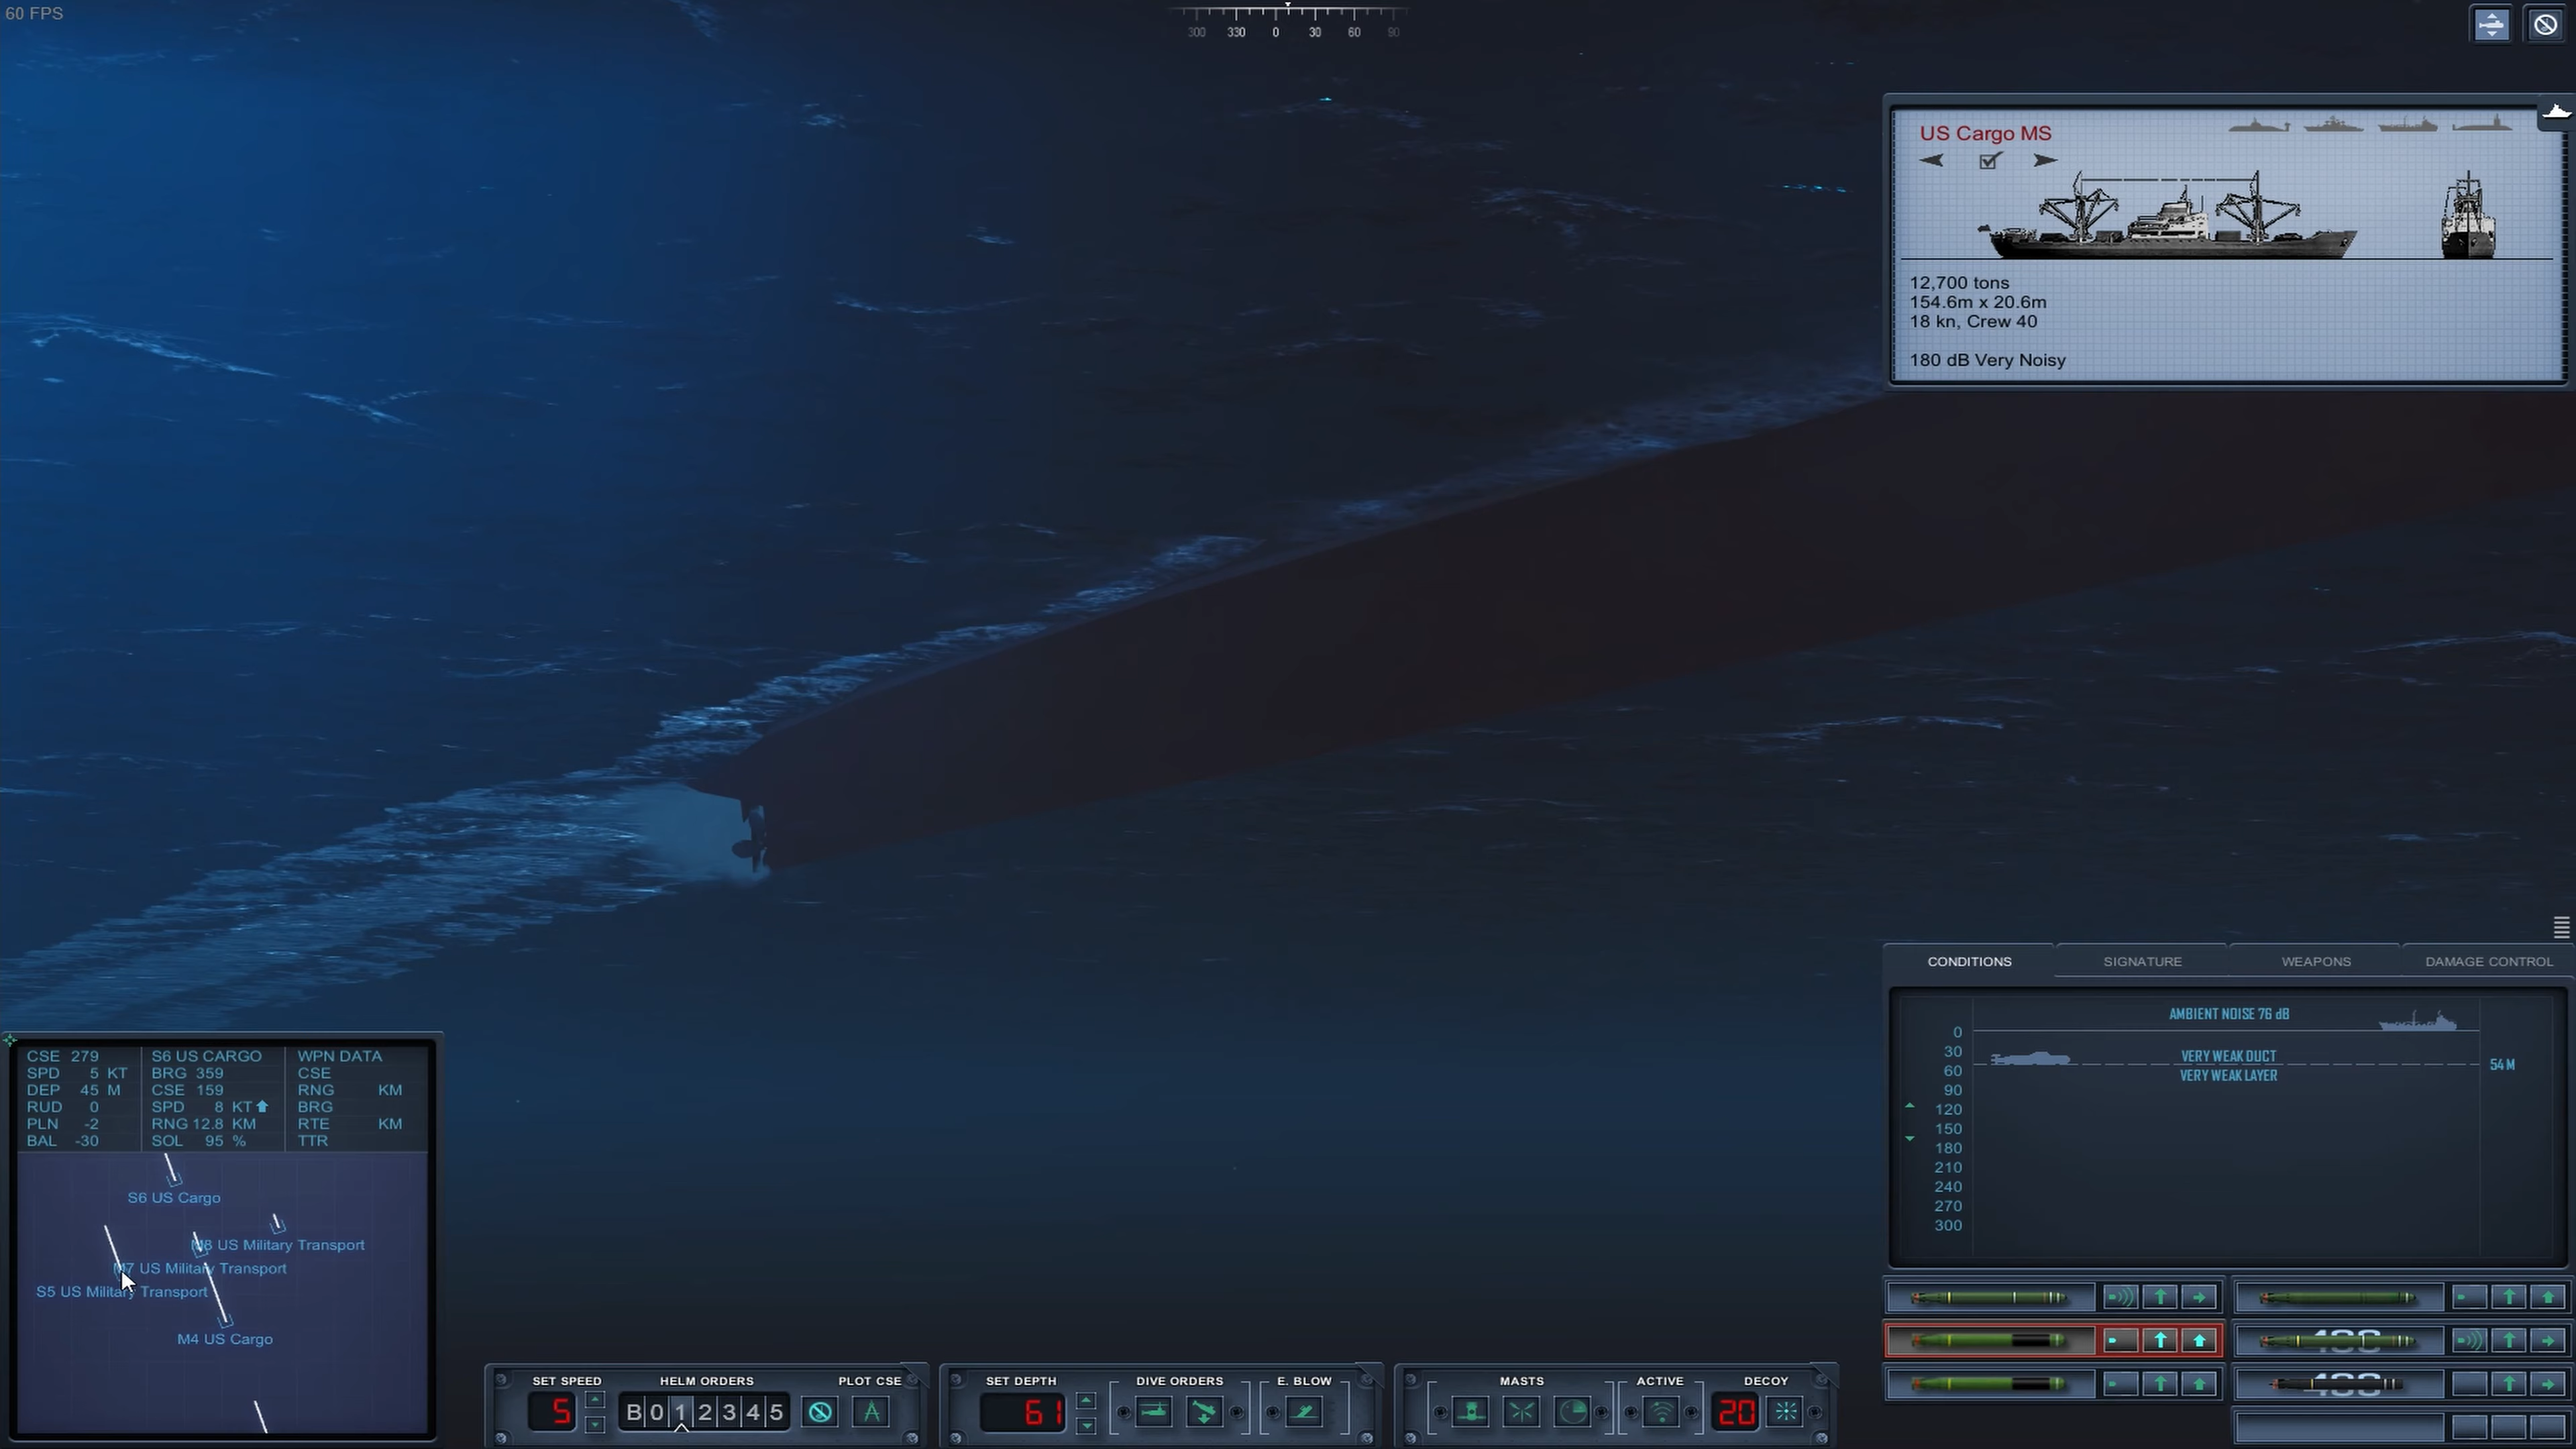 60 FPS
300 330 0 30 60 90
US Cargo MS
12,700 tons
154.6m x 20.6m
18 kn, Crew 40
180 dB Very Noisy
CONDITIONS SIGNATURE WEAPONS DAMAGE CONTROL
AMBIENT NOISE 76 dB
0
30
60
90
120
150
180
210
240
270
300
VERY WEAK DUCT
VERY WEAK LAYER
54 M
CSE 279
SPD 5 KT
DEP 45 M
RUD 0
PLN -2
BAL -30
S6 US CARGO
BRG 359
CSE 159
SPD 8 KT
RNG 12.8 KM
SOL 95 %
WPN DATA
CSE
RNG KM
BRG
RTE KM
TTR
S6 US Cargo
M8 US Military Transport
M7 US Military Transport
S5 US Military Transport
M4 US Cargo
SET SPEED HELM ORDERS PLOT CSE
5 B 0 1 2 3 4 5
SET DEPTH DIVE ORDERS E. BLOW
61
MASTS ACTIVE DECOY
20